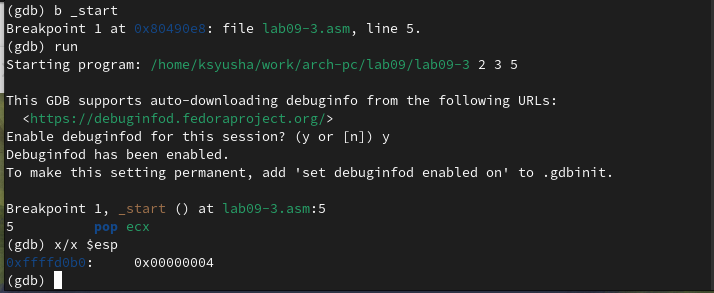 (gdb) b _start
Breakpoint 1 at 0x80490e8: file lab09-3.asm, line 5.
(gdb) run
Starting program: /home/ksyusha/work/arch-pc/lab09/lab09-3 2 3 5
This GDB supports auto-downloading debuginfo from the following URLs:
<https://debuginfod.fedoraproject.org/>
Enable debuginfod for this session? (y or [n]) y
Debuginfod has been enabled.
To make this setting permanent, add 'set debuginfod enabled on' to .gdbinit.
Breakpoint 1, _start () at lab09-3.asm:5
5 pop ecx
(gdb) x/x $esp
0xffffd0b0: 0x00000004
(gdb)